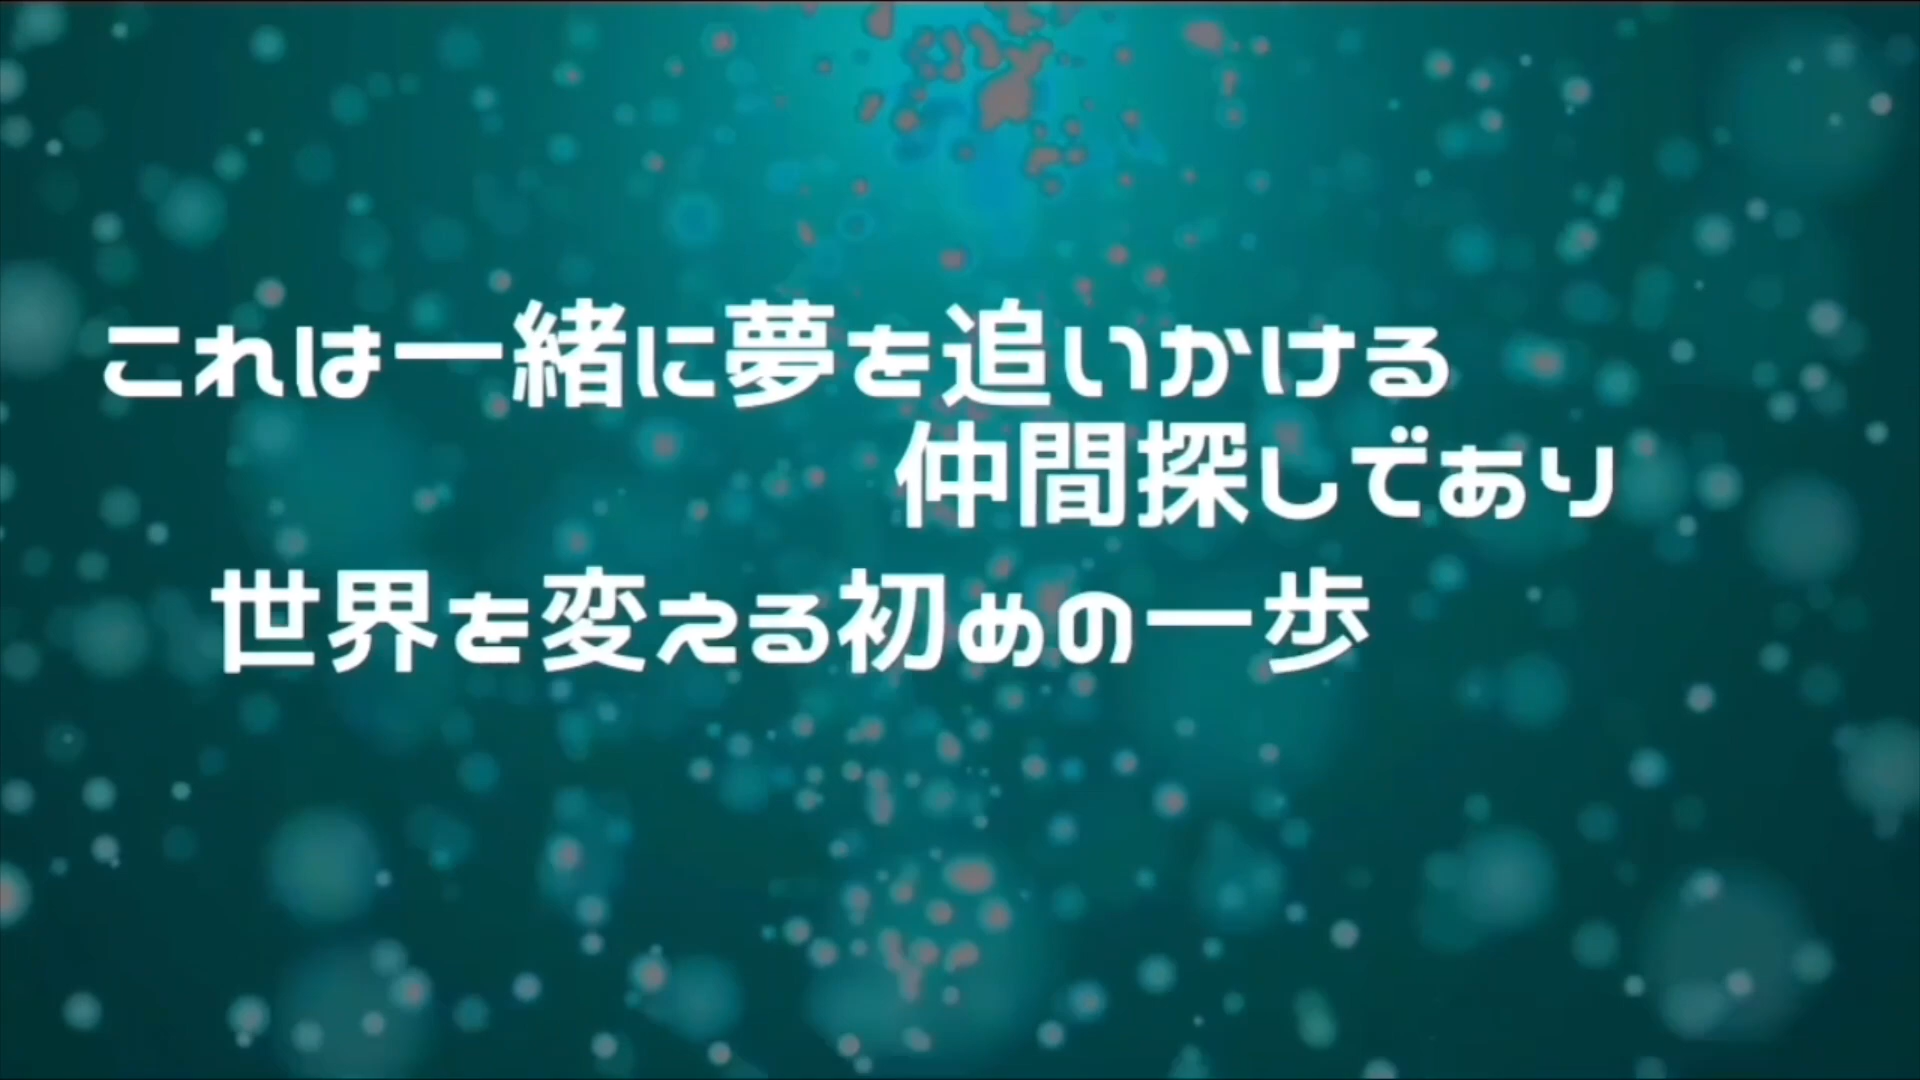 これは一緒に夢を追いかける
仲間探しであり
世界を変える初めの一歩